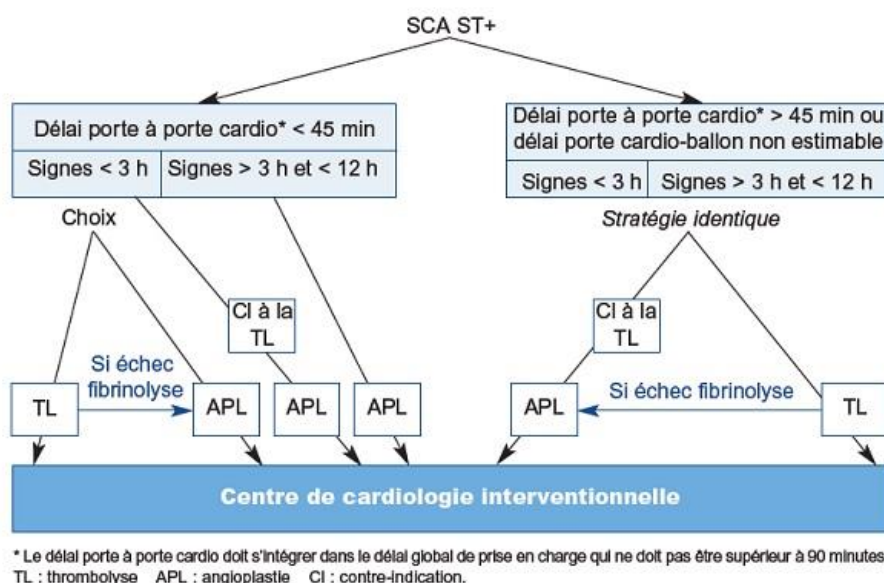 SCA ST+
Délai porte à porte cardio* < 45 min
Signes < 3 h
Signes > 3 h et < 12 h
Délai porte à porte cardio* > 45 min ou
délai porte cardio-ballon non estimable
Signes < 3 h
Signes > 3 h et < 12 h
Choix
Stratégie identique
CI à la
TL
CI à la
TL
Si échec
fibrinolyse
Si échec fibrinolyse
TL
APL
APL
APL
APL
TL
Centre de cardiologie interventionnelle
* Le délai porte à porte cardio doit s'intégrer dans le délai global de prise en charge qui ne doit pas être supérieur à 90 minutes
TL : thrombolyse APL : angioplastie CI : contre-indication.